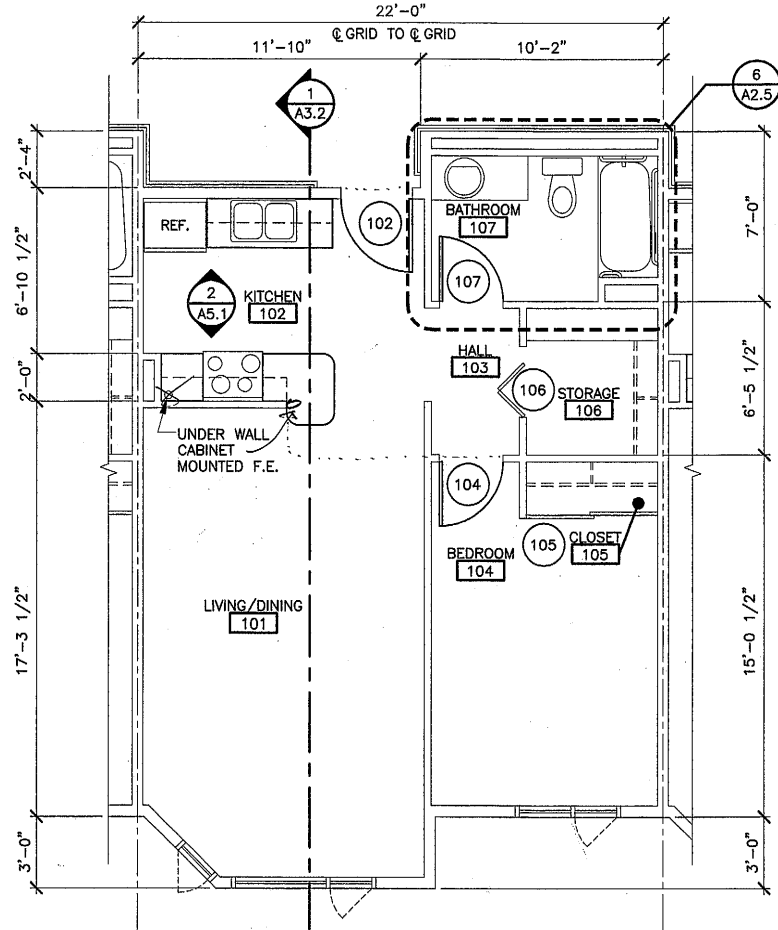 22'-0"
℄ GRID TO ℄ GRID
11'-10"
10'-2"
1
A3.2
6
A2.5
2'-4"
6'-10 1/2"
2'-0"
17'-3 1/2"
3'-0"
7'-0"
6'-5 1/2"
15'-0 1/2"
3'-0"
REF.
102
BATHROOM
107
107
2
A5.1
KITCHEN
102
HALL
103
106
STORAGE
106
UNDER WALL
CABINET
MOUNTED F.E.
104
105
CLOSET
105
BEDROOM
104
LIVING/DINING
101